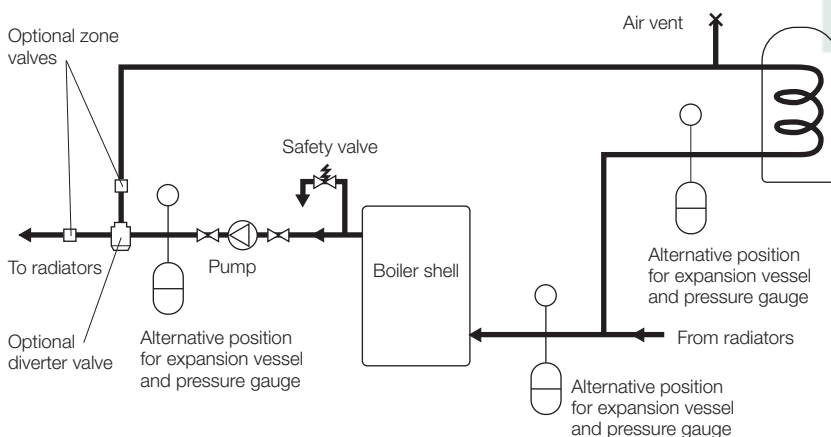 Optional zone
valves
Air vent
Safety valve
To radiators
Pump
Boiler shell
Alternative position
for expansion vessel
and pressure gauge
Optional
diverter valve
Alternative position
for expansion vessel
and pressure gauge
From radiators
Alternative position
for expansion vessel
and pressure gauge